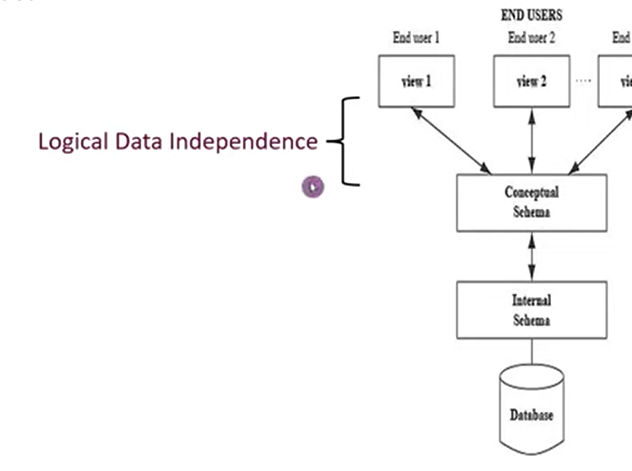 END USERS
End user 1
End user 2
End
view 1
view 2
....
Logical Data Independence
Conceptual
Schema
Internal
Schema
Database